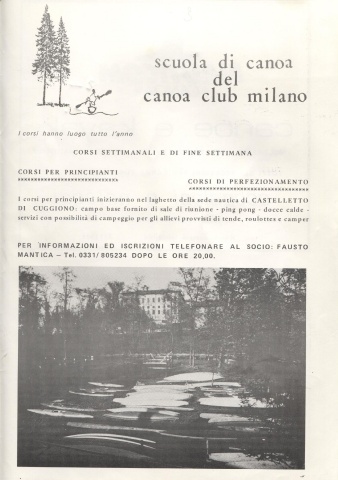 scuola di canoa
del
canoa club milano
I corsi hanno luogo tutto l'anno
CORSI SETTIMANALI E DI FINE SETTIMANA
CORSI PER PRINCIPIANTI
CORSI DI PERFEZIONAMENTO
I corsi per principianti inizieranno nel laghetto della sede nautica di CASTELLETTO
DI CUGGIONO: campo base fornito di sale di riunione - ping pong - docce calde -
servizi con possibilità di campeggio per gli allievi provvisti di tende, roulottes e camper
PER INFORMAZIONI ED ISCRIZIONI TELEFONARE AL SOCIO: FAUSTO
MANTICA – Tel. 0331/805234 DOPO LE ORE 20,00.